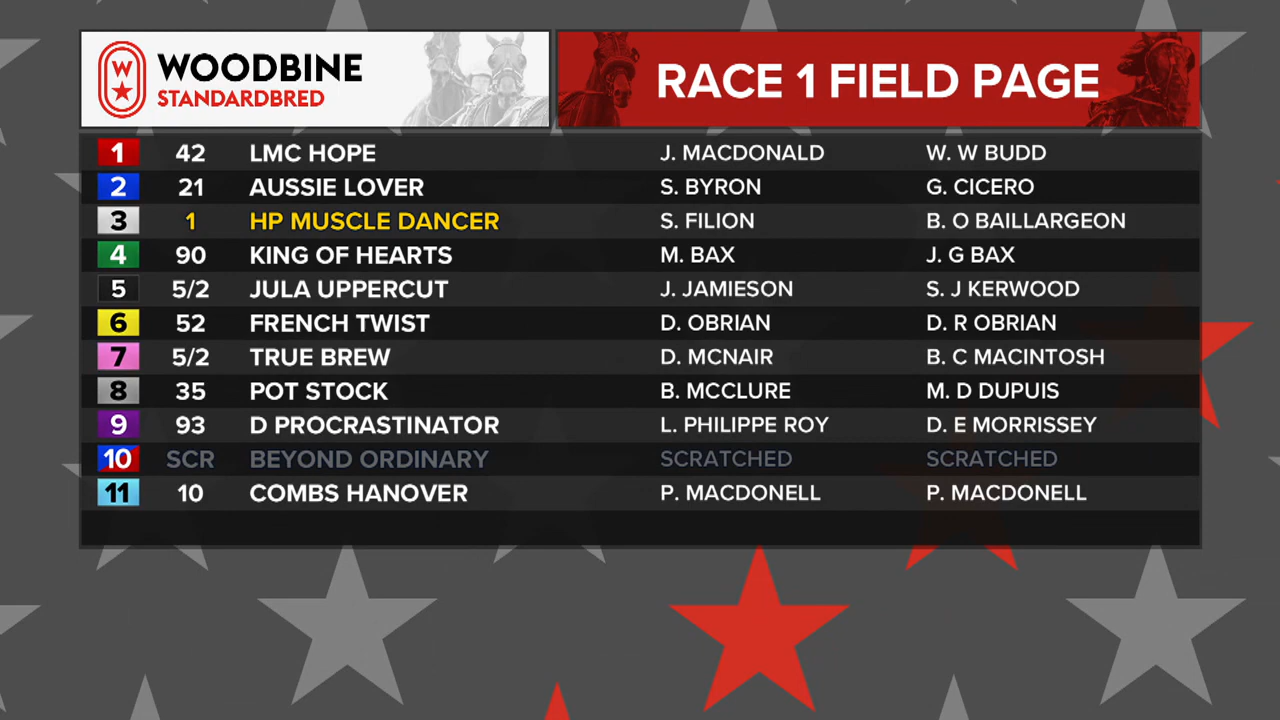 W
WOODBINE
STANDARDBRED
RACE 1 FIELD PAGE
1 42 LMC HOPE J. MACDONALD W. W BUDD
2 21 AUSSIE LOVER S. BYRON G. CICERO
3 1 HP MUSCLE DANCER S. FILION B. O BAILLARGEON
4 90 KING OF HEARTS M. BAX J. G BAX
5 5/2 JULA UPPERCUT J. JAMIESON S. J KERWOOD
6 52 FRENCH TWIST D. OBRIAN D. R OBRIAN
7 5/2 TRUE BREW D. MCNAIR B. C MACINTOSH
8 35 POT STOCK B. MCCLURE M. D DUPUIS
9 93 D PROCRASTINATOR L. PHILIPPE ROY D. E MORRISSEY
10 SCR BEYOND ORDINARY SCRATCHED SCRATCHED
11 10 COMBS HANOVER P. MACDONELL P. MACDONELL